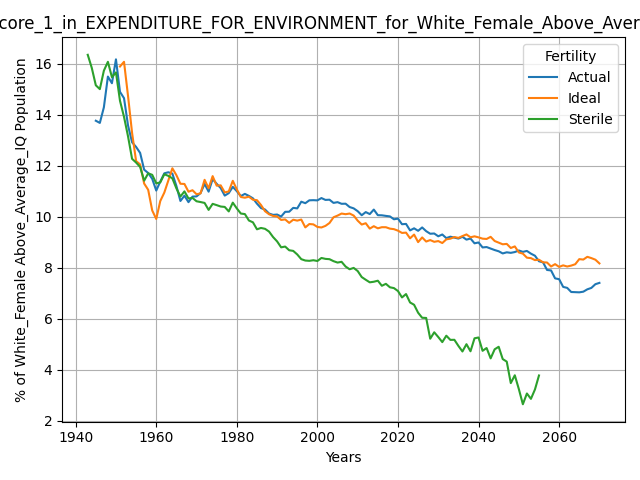 core_1_in_EXPENDITURE_FOR_ENVIRONMENT_for_White_Female_Above_Aver
Fertility
Actual
Ideal
Sterile
% of White_Female Above_Average_IQ Population
16
14
12
10
8
6
4
2
1940 1960 1980 2000 2020 2040 2060
Years